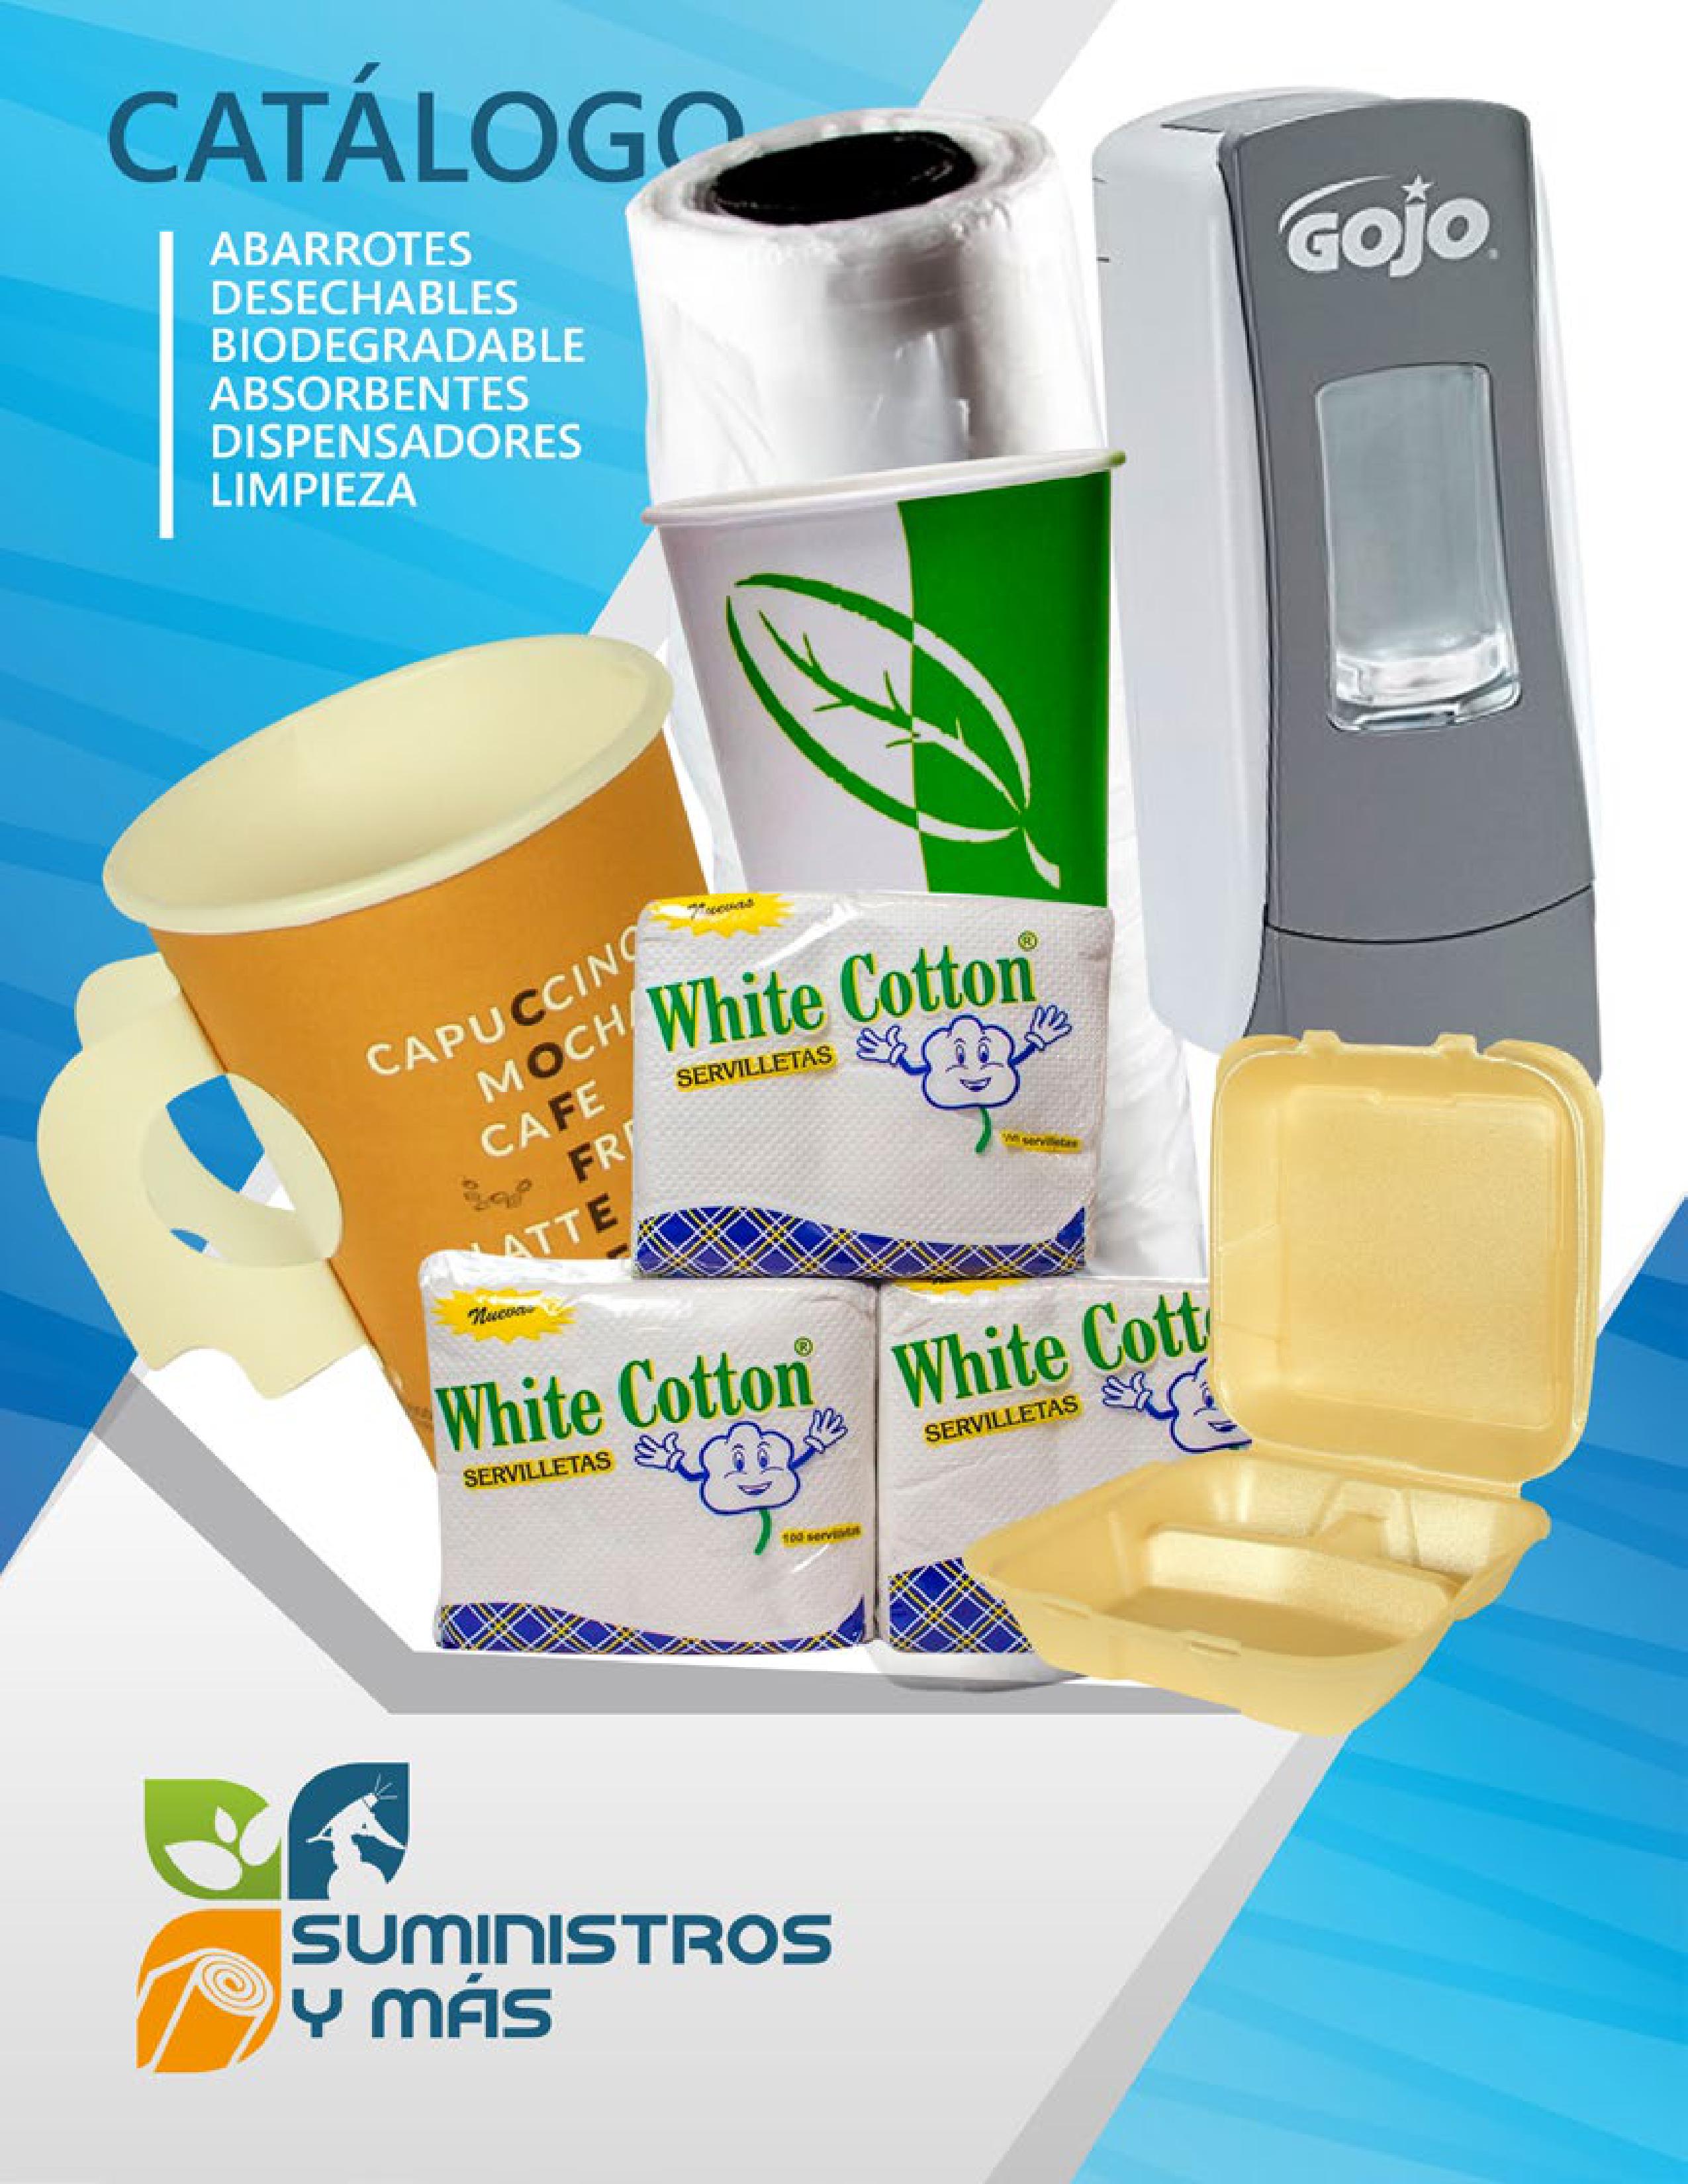 CATÁLOGO
ABARROTES
DESECHABLES
BIODEGRADABLE
ABSORBENTES
DISPENSADORES
LIMPIEZA
GOJO
CAPUCCINO
MOCHA
CAFE
FR
LATTE
Nuevas
White Cotton®
SERVILLETAS
100 servilletas
Nuevas
White Cotton®
SERVILLETAS
100 servilletas
White Cott
SERVILLETAS
SUMINISTROS
Y MÁS